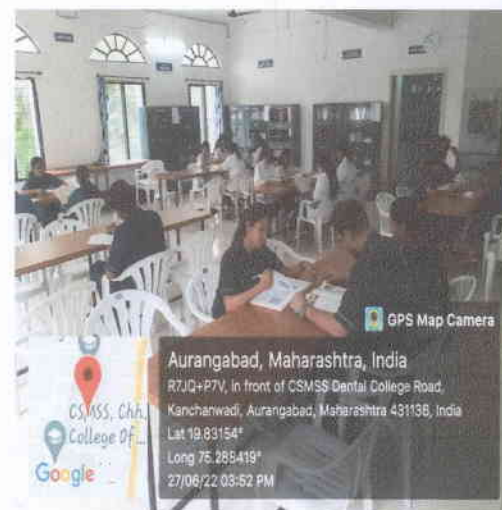 GPS Map Camera
Aurangabad, Maharashtra, India
R7JQ+P7V, in front of CSMSS Dental College Road,
Kanchanwadi, Aurangabad, Maharashtra 431136, India
Lat 19.83154°
Long 75.285419°
27/06/22 03:52 PM
CSMSS, Chh.
College Of ...
Google